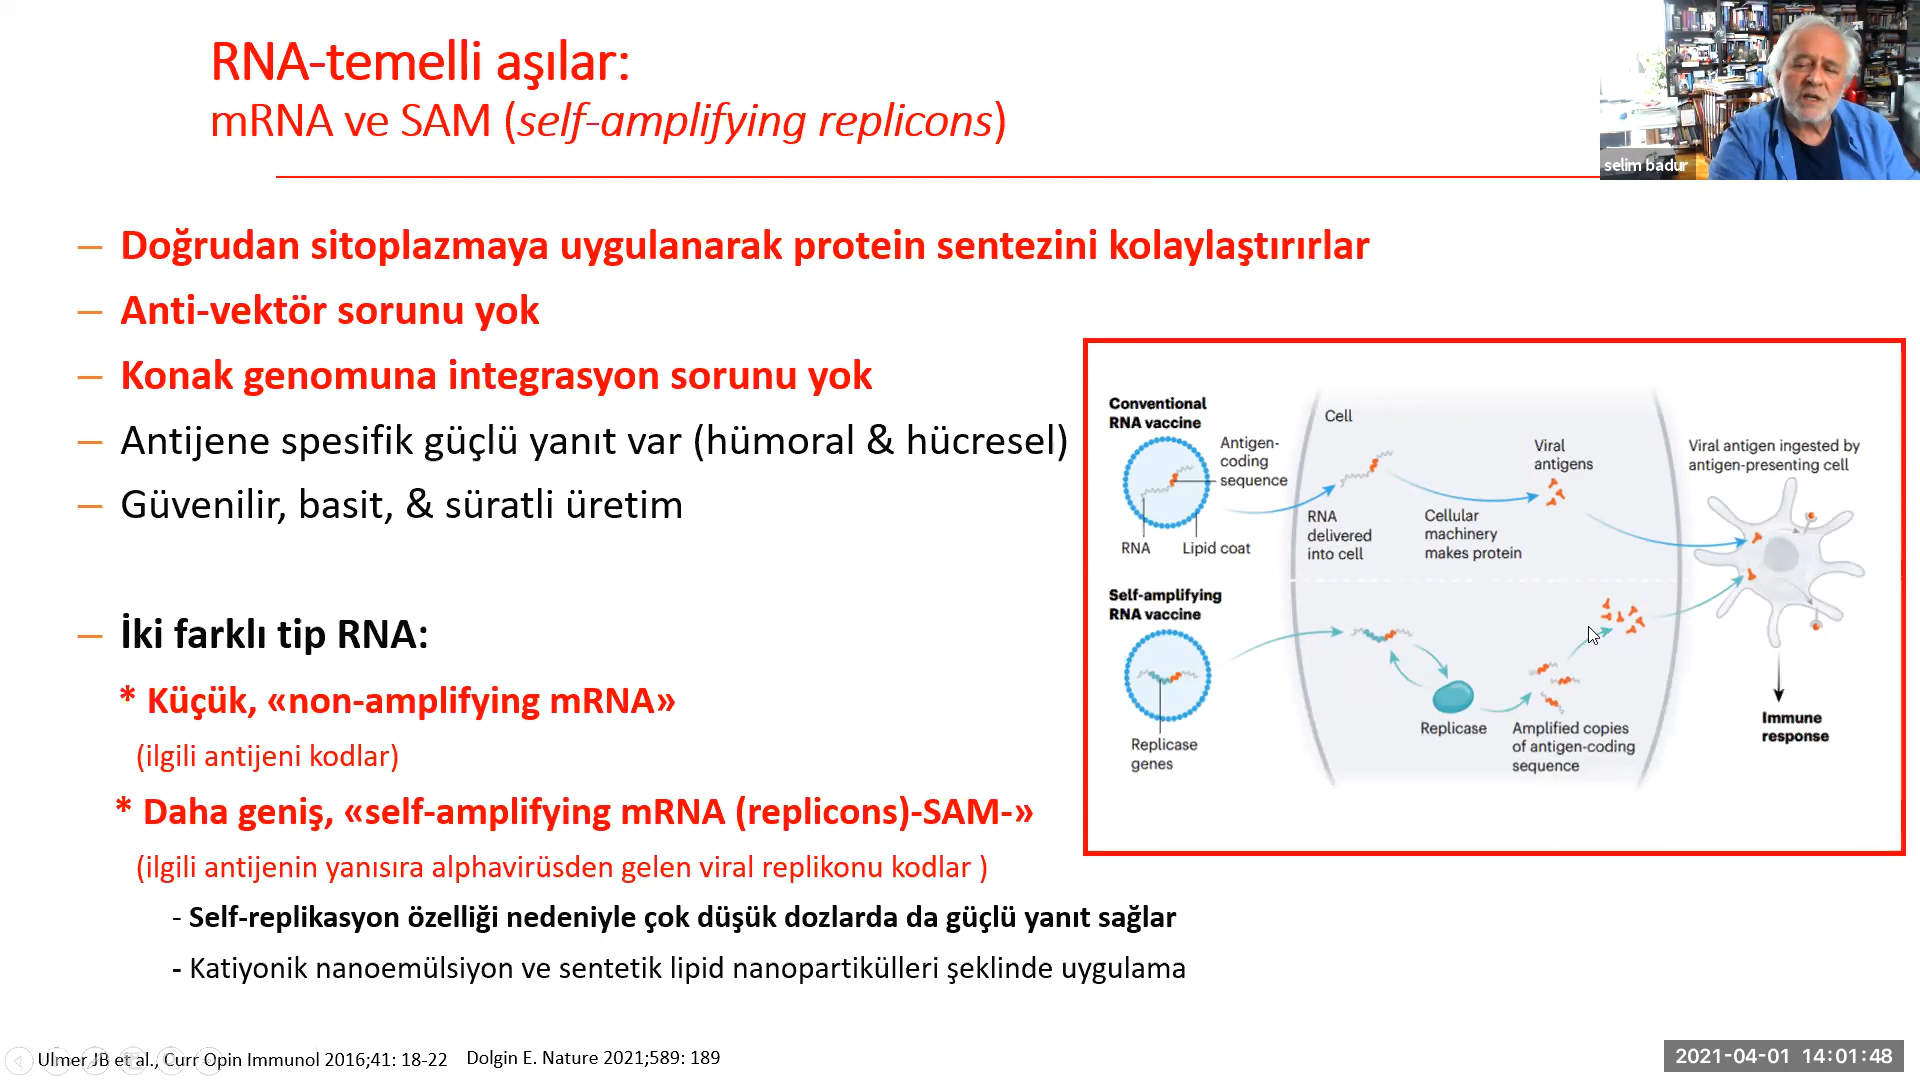 RNA-temelli aşılar:
mRNA ve SAM (self-amplifying replicons)
selim badur
– Doğrudan sitoplazmaya uygulanarak protein sentezini kolaylaştırırlar
– Anti-vektör sorunu yok
– Konak genomuna integrasyon sorunu yok
– Antijene spesifik güçlü yanıt var (hümoral & hücresel)
– Güvenilir, basit, & süratli üretim
– İki farklı tip RNA:
* Küçük, «non-amplifying mRNA»
(ilgili antijeni kodlar)
* Daha geniş, «self-amplifying mRNA (replicons)-SAM-»
(ilgili antijenin yanısıra alphavirüsden gelen viral replikonu kodlar )
- Self-replikasyon özelliği nedeniyle çok düşük dozlarda da güçlü yanıt sağlar
- Katiyonik nanoemülsiyon ve sentetik lipid nanopartikülleri şeklinde uygulama
Conventional
RNA vaccine
Antigen-
coding
sequence
RNA
Lipid coat
Cell
RNA
delivered
into cell
Cellular
machinery
makes protein
Viral
antigens
Viral antigen ingested by
antigen-presenting cell
Self-amplifying
RNA vaccine
Replicase
genes
Replicase
Amplified copies
of antigen-coding
sequence
Immune
response
Ulmer JB et al., Curr Opin Immunol 2016;41: 18-22
Dolgin E. Nature 2021;589: 189
2021-04-01 14:01:48